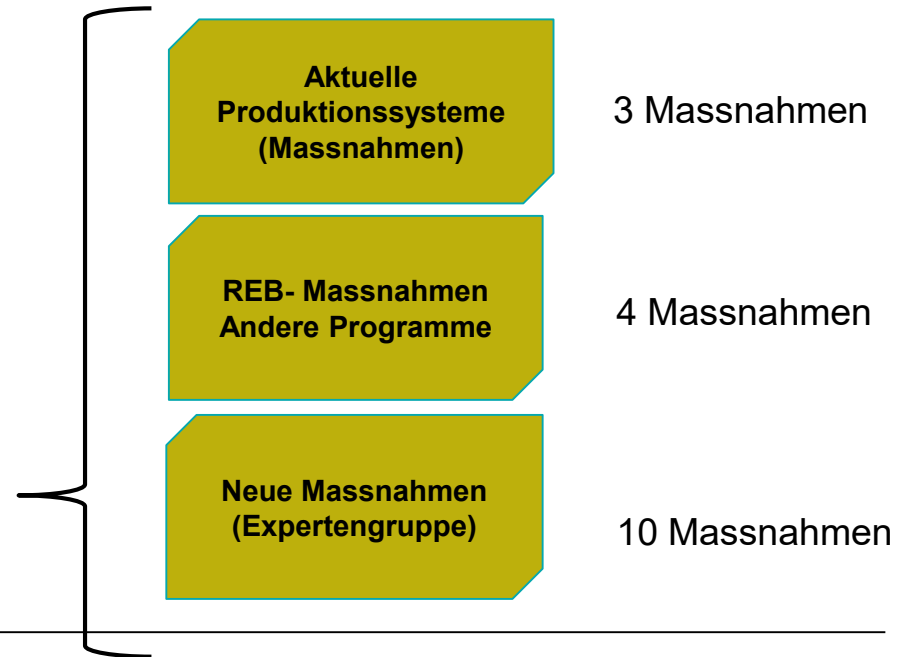 Aktuelle
Produktionssysteme
(Massnahmen)
3 Massnahmen
REB- Massnahmen
Andere Programme
4 Massnahmen
Neue Massnahmen
(Expertengruppe)
10 Massnahmen